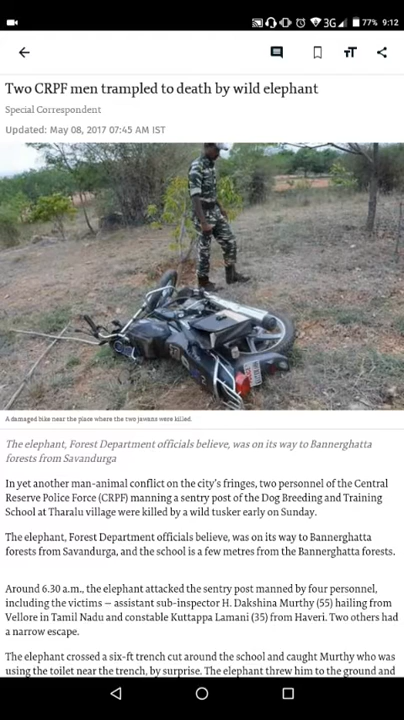 3G 77% 9:12
Two CRPF men trampled to death by wild elephant
Special Correspondent
Updated: May 08, 2017 07:45 AM IST
A damaged bike near the place where the two jawans were killed.
The elephant, Forest Department officials believe, was on its way to Bannerghatta
forests from Savandurga
In yet another man-animal conflict on the city's fringes, two personnel of the Central
Reserve Police Force (CRPF) manning a sentry post of the Dog Breeding and Training
School at Tharalu village were killed by a wild tusker early on Sunday.
The elephant, Forest Department officials believe, was on its way to Bannerghatta
forests from Savandurga, and the school is a few metres from the Bannerghatta forests.
Around 6.30 a.m., the elephant attacked the sentry post manned by four personnel,
including the victims — assistant sub-inspector H. Dakshina Murthy (55) hailing from
Vellore in Tamil Nadu and constable Kuttappa Lamani (35) from Haveri. Two others had
a narrow escape.
The elephant crossed a six-ft trench cut around the school and caught Murthy who was
using the toilet near the trench, by surprise. The elephant threw him to the ground and